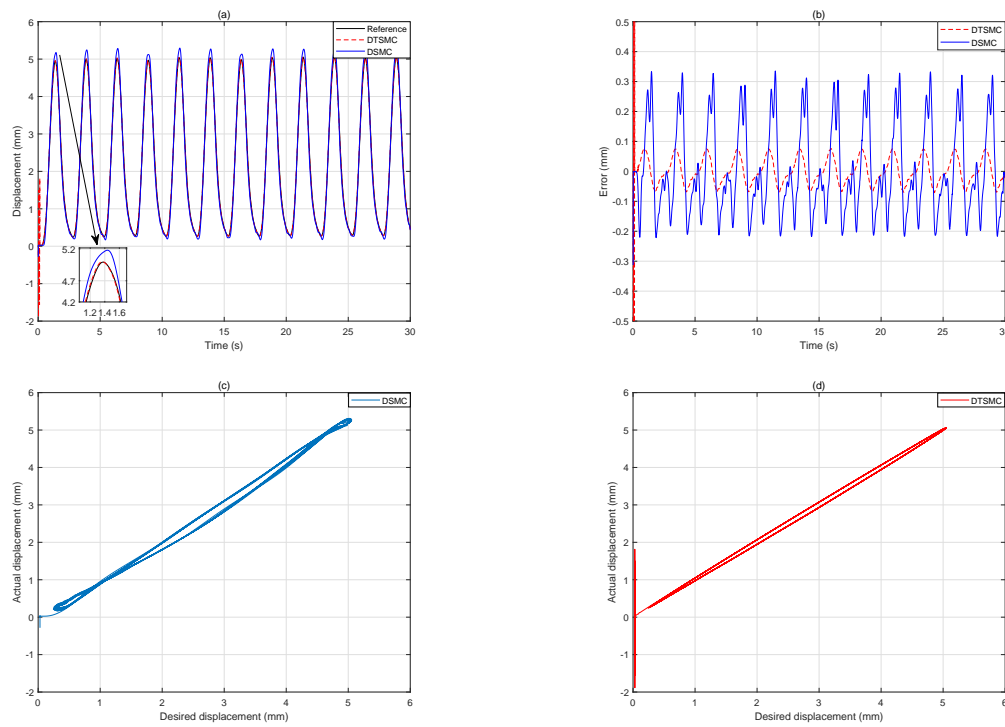 (a)
Reference
DTSMC
DSMC
Displacement (mm)
6
5
4
3
2
1
0
-1
-2
5.2
4.7
4.2
1.2 1.4 1.6
0 5 10 15 20 25 30
Time (s)
(b)
DTSMC
DSMC
Error (mm)
0.5
0.4
0.3
0.2
0.1
0
-0.1
-0.2
-0.3
-0.4
-0.5
0 5 10 15 20 25 30
Time (s)
(c)
DSMC
Actual displacement (mm)
6
5
4
3
2
1
0
-1
-2
0 1 2 3 4 5 6
Desired displacement (mm)
(d)
DTSMC
Actual displacement (mm)
6
5
4
3
2
1
0
-1
-2
0 1 2 3 4 5 6
Desired displacement (mm)